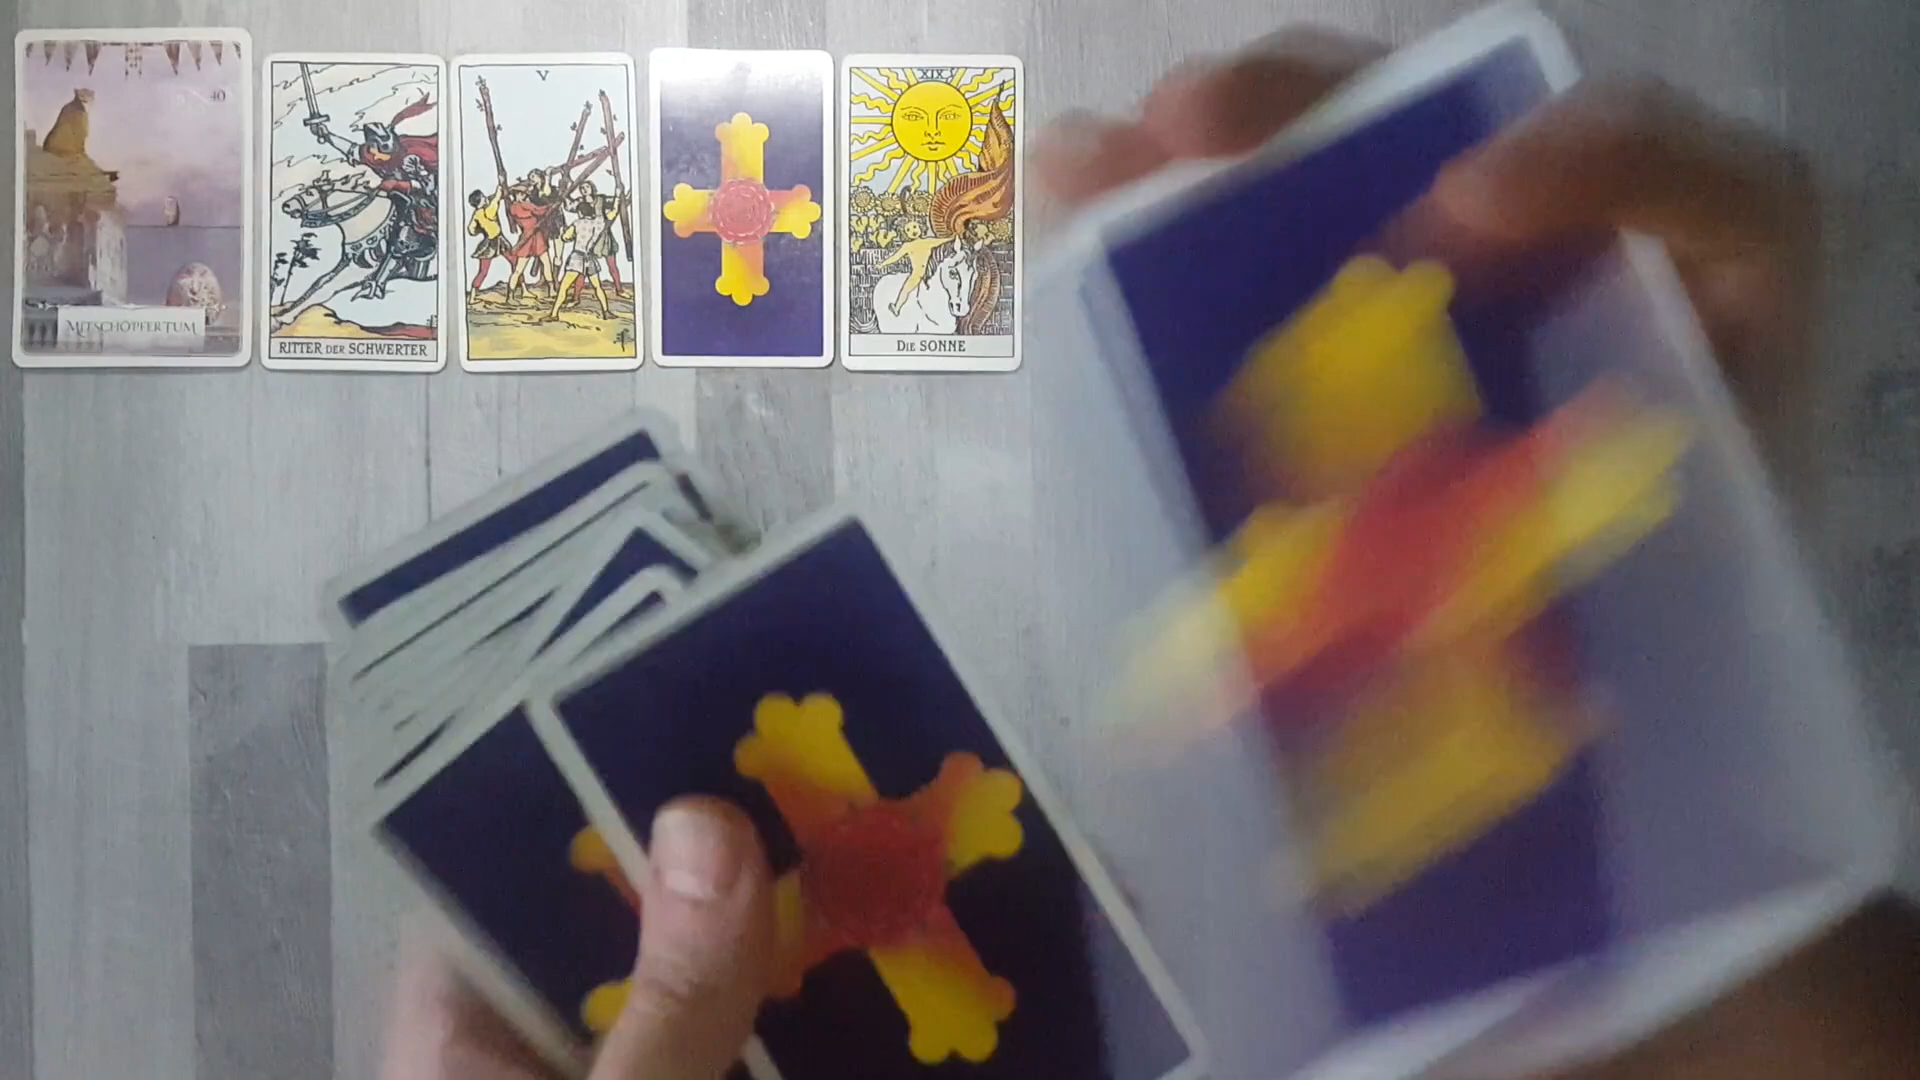 40
MITSCHÖPFERTUM
RITTER DER SCHWERTER
V
XIX
DIE SONNE